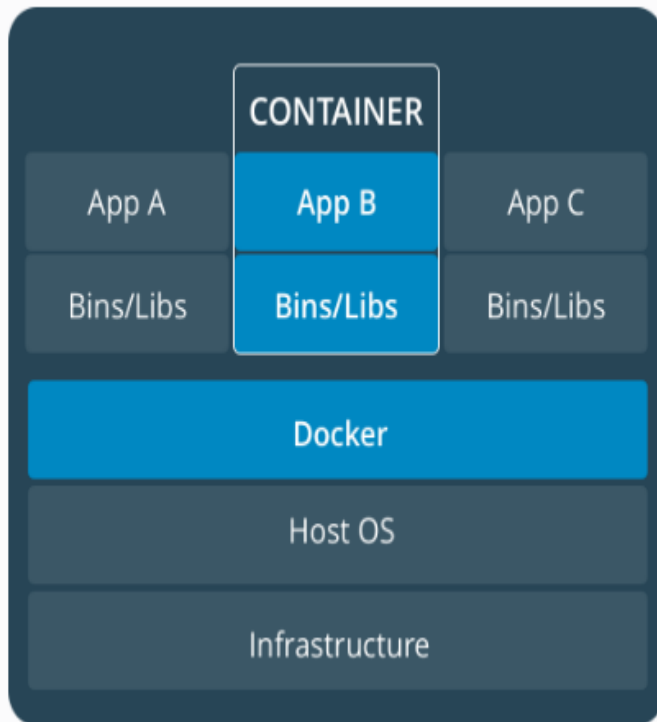 CONTAINER
App A App B App C
Bins/Libs Bins/Libs Bins/Libs
Docker
Host OS
Infrastructure